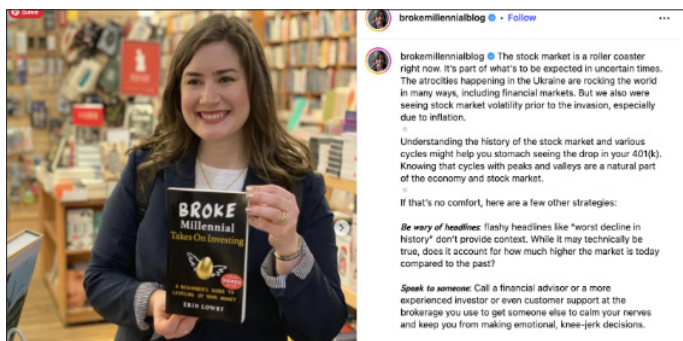 Save
BROKE
Millennial
Takes On Investing
A BEGINNER'S GUIDE TO
LEVELING UP YOUR MONEY
ERIN LOWRY
brokemillennialblog • Follow
brokemillennialblog The stock market is a roller coaster
right now. It's part of what's to be expected in uncertain times.
The atrocities happening in the Ukraine are rocking the world
in many ways, including financial markets. But we also were
seeing stock market volatility prior to the invasion, especially
due to inflation.
Understanding the history of the stock market and various
cycles might help you stomach seeing the drop in your 401(k).
Knowing that cycles with peaks and valleys are a natural part
of the economy and stock market.
If that's no comfort, here are a few other strategies:
Be wary of headlines: flashy headlines like "worst decline in
history" don't provide context. While it may technically be
true, does it account for how much higher the market is today
compared to the past?
Speak to someone: Call a financial advisor or a more
experienced investor or even customer support at the
brokerage you use to get someone else to calm your nerves
and keep you from making emotional, knee-jerk decisions.